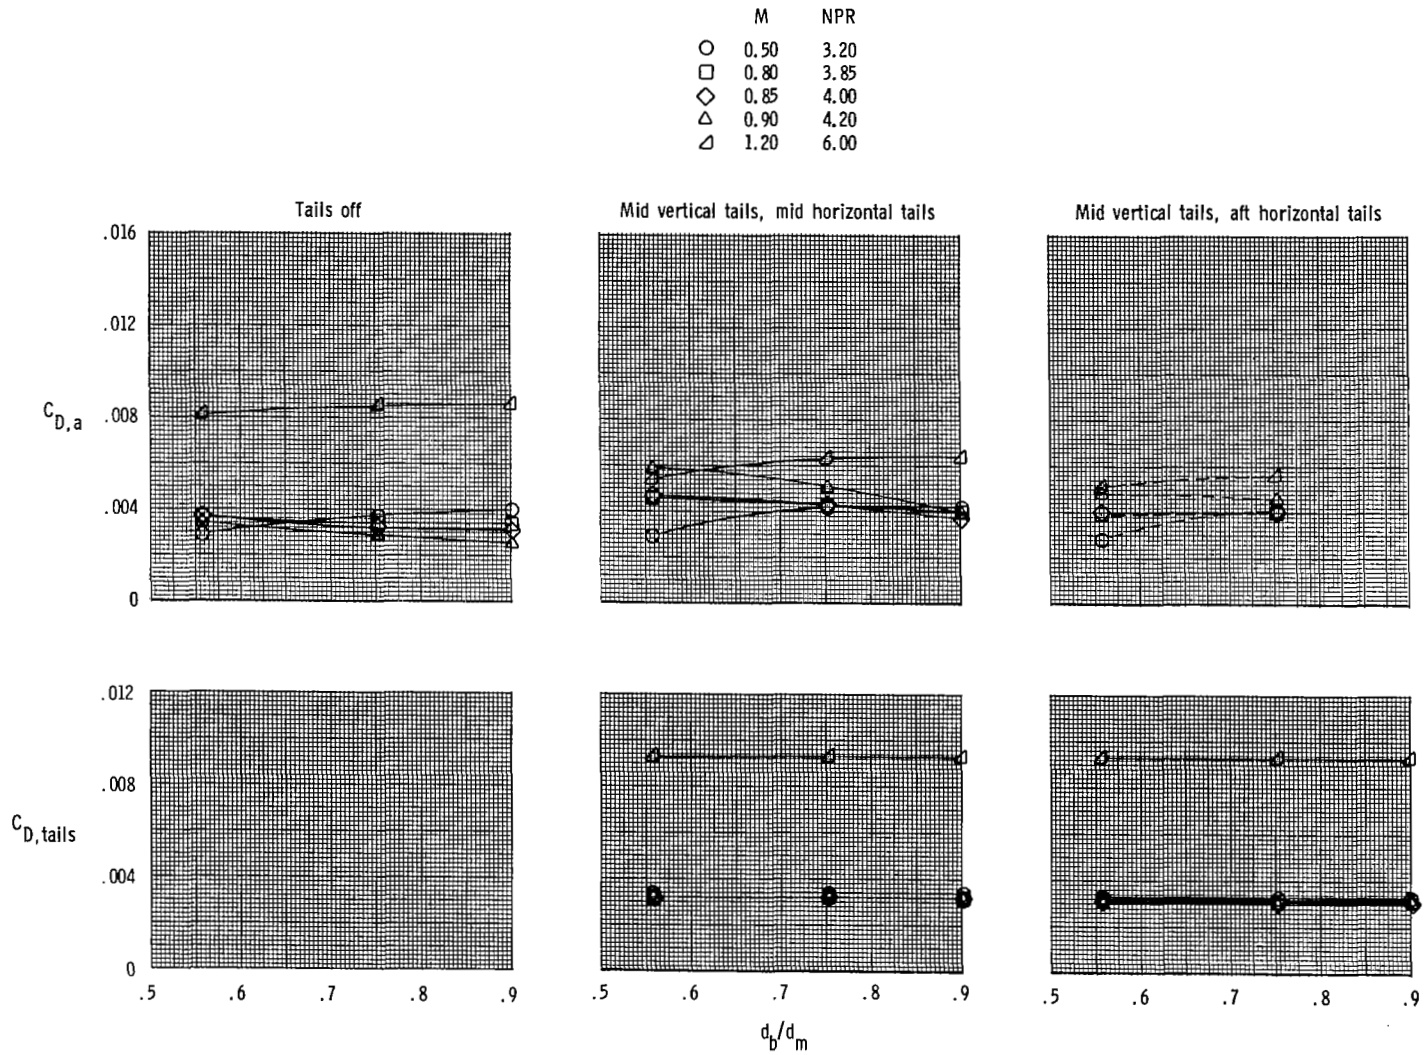 M NPR
0.50 3.20
0.80 3.85
0.85 4.00
0.90 4.20
1.20 6.00
Tails off
Mid vertical tails, mid horizontal tails
Mid vertical tails, aft horizontal tails
.016
.012
C_D,a .008
.004
0
.012
.008
C_D,tails
.004
0
.5 .6 .7 .8 .9
.5 .6 .7 .8 .9
.5 .6 .7 .8 .9
d_b/d_m